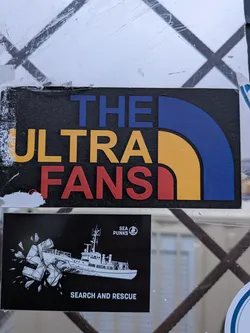 THE
ULTRA
FANS
SEA
PUNKS
SEARCH AND RESCUE